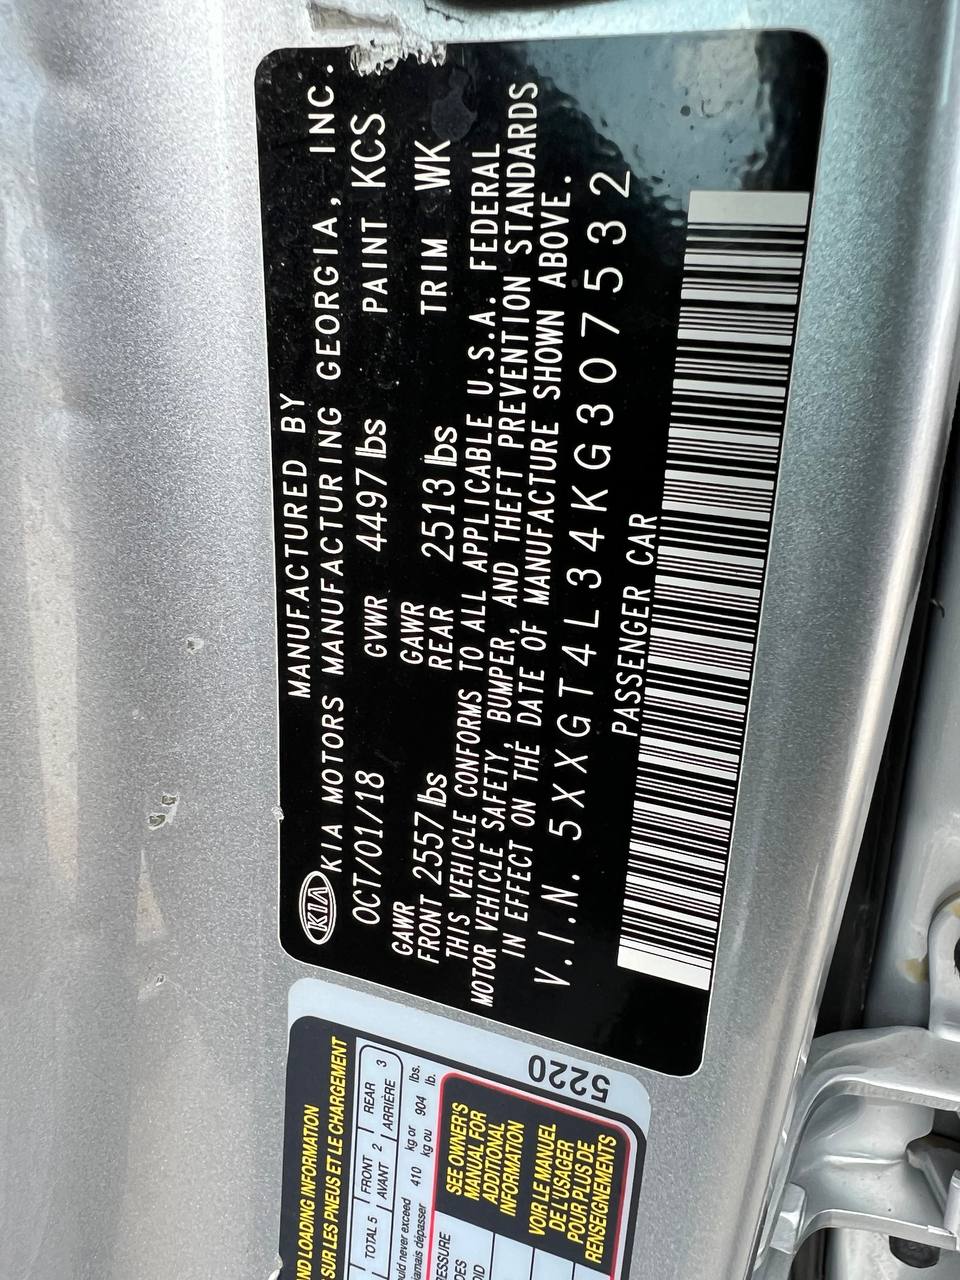 MANUFACTURED BY
KIA KIA MOTORS MANUFACTURING GEORGIA, INC.
OCT/01/18 GVWR 4497 lbs PAINT KCS
GAWR FRONT 2557 lbs GAWR REAR 2513 lbs TRIM WK
THIS VEHICLE CONFORMS TO ALL APPLICABLE U.S.A. FEDERAL
MOTOR VEHICLE SAFETY, BUMPER, AND THEFT PREVENTION STANDARDS
IN EFFECT ON THE DATE OF MANUFACTURE SHOWN ABOVE.
V.I.N. 5XXGT4L34KG307532
PASSENGER CAR
5220
LOADING INFORMATION
SUR LES PNEUS ET LE CHARGEMENT
TOTAL 5 FRONT AVANT 2 REAR ARRIÈRE 3
never exceed kg or lbs.
jamais dépasser 410 kg ou 904 lb.
SEE OWNER'S
MANUAL FOR
ADDITIONAL
INFORMATION
VOIR LE MANUEL
DE L'USAGER
POUR PLUS DE
RENSEIGNEMENTS